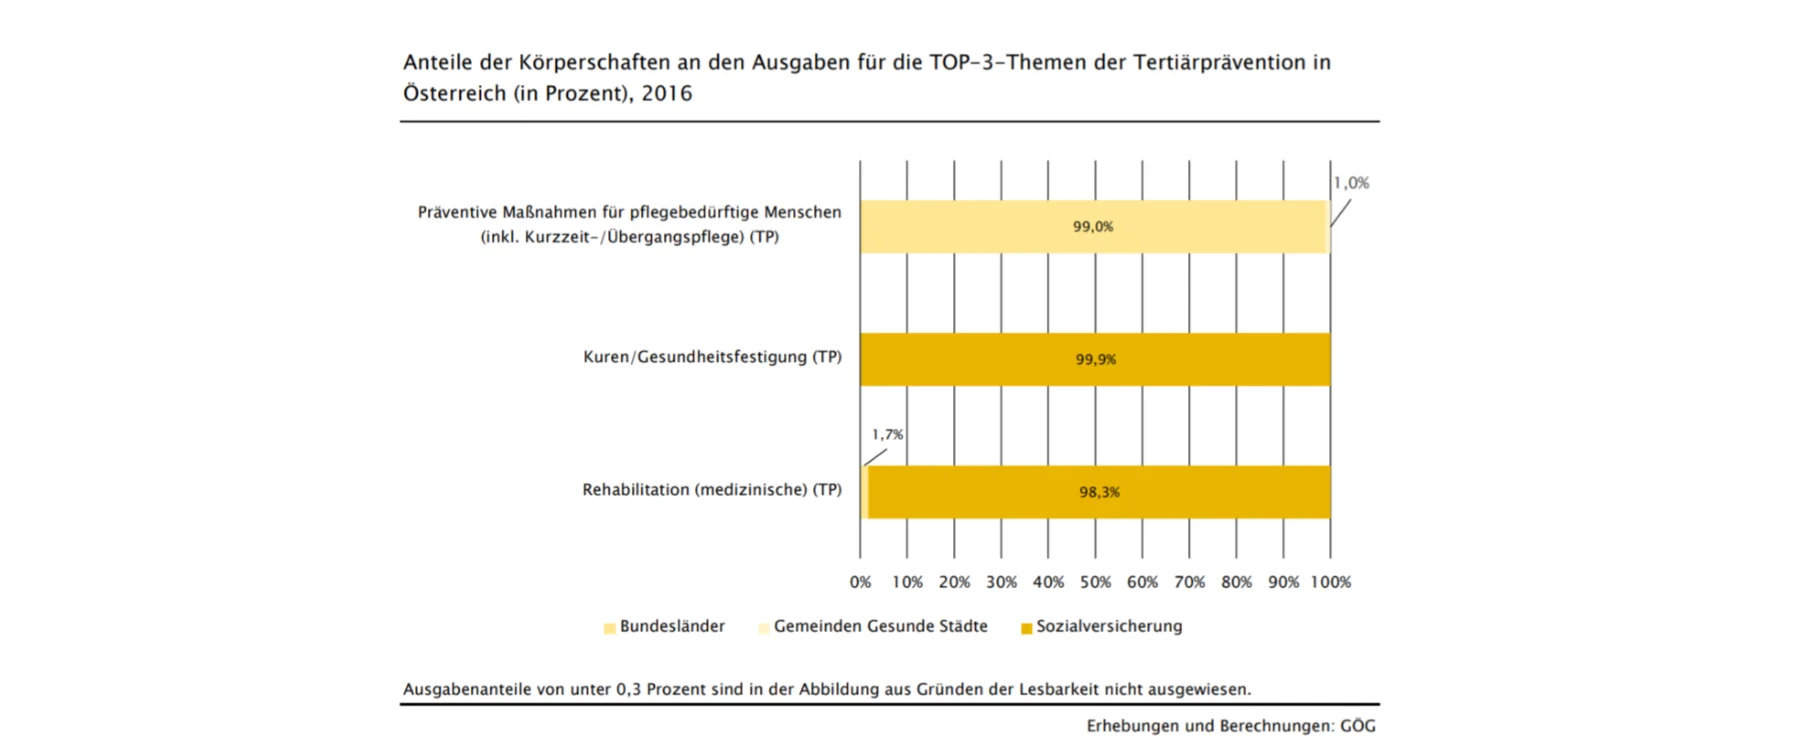 Anteile der Körperschaften an den Ausgaben für die TOP-3-Themen der Tertiärprävention in
Österreich (in Prozent), 2016
1,0%
Präventive Maßnahmen für pflegebedürftige Menschen
(inkl. Kurzzeit-/Übergangspflege) (TP)
99,0%
Kuren/Gesundheitsfestigung (TP)
99,9%
1,7%
Rehabilitation (medizinische) (TP)
98,3%
0% 10% 20% 30% 40% 50% 60% 70% 80% 90% 100%
Bundesländer Gemeinden Gesunde Städte Sozialversicherung
Ausgabenanteile von unter 0,3 Prozent sind in der Abbildung aus Gründen der Lesbarkeit nicht ausgewiesen.
Erhebungen und Berechnungen: GÖG